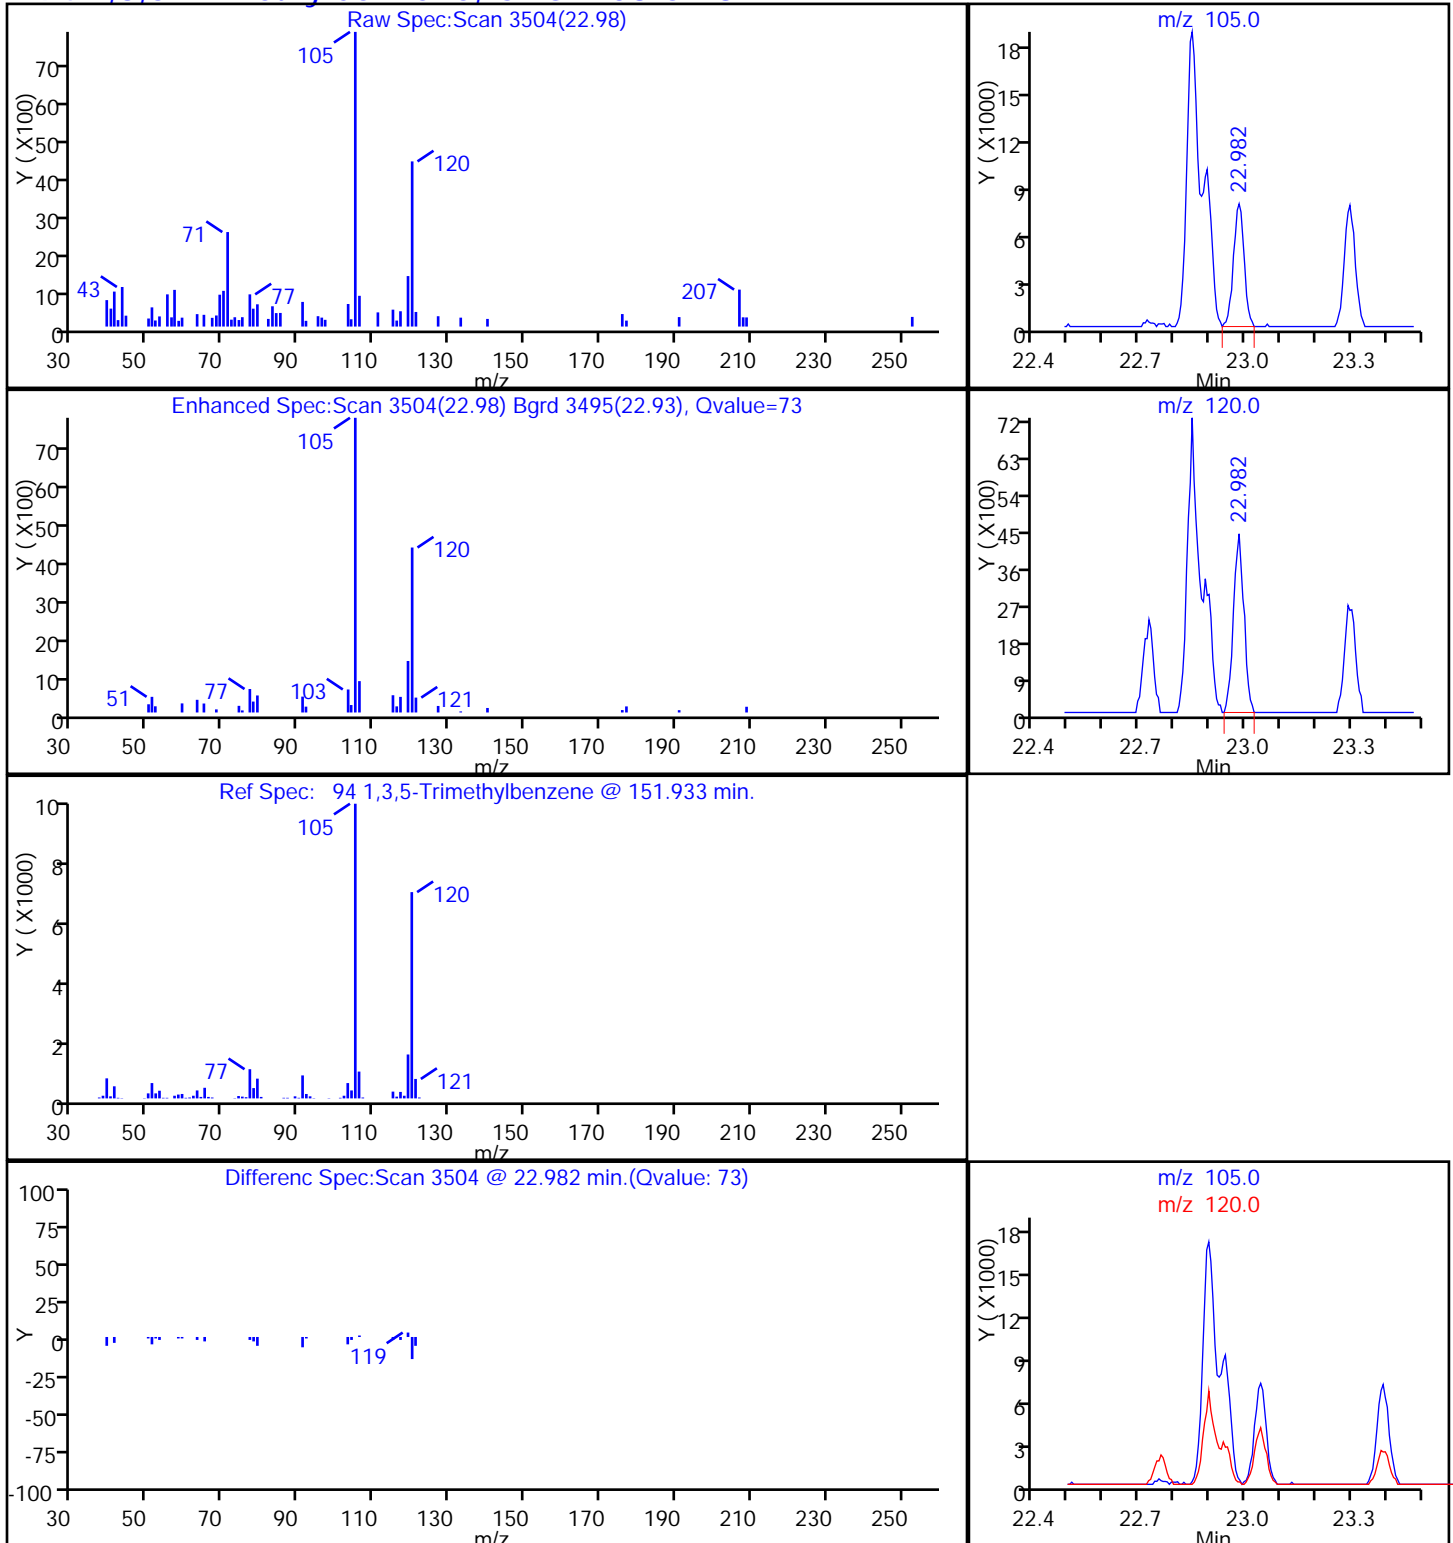 Raw Spec:Scan 3504(22.98)
Y ( X100)
70
60
50
40
30
20
10
0
105
120
71
43
77
207
30 50 70 90 110 130 150 170 190 210 230 250
m/z
m/z 105.0
Y ( X1000)
18
15
12
9
6
3
0
22.982
22.4 22.7 23.0 23.3
Min
Enhanced Spec:Scan 3504(22.98) Bgrd 3495(22.93), Qvalue=73
Y ( X100)
70
60
50
40
30
20
10
0
105
120
51
77
103
121
30 50 70 90 110 130 150 170 190 210 230 250
m/z
m/z 120.0
Y ( X100)
72
63
54
45
36
27
18
9
0
22.982
22.4 22.7 23.0 23.3
Min
Ref Spec: 94 1,3,5-Trimethylbenzene @ 151.933 min.
Y ( X1000)
10
8
6
4
2
0
105
120
77
121
30 50 70 90 110 130 150 170 190 210 230 250
m/z
Differenc Spec:Scan 3504 @ 22.982 min.(Qvalue: 73)
Y
100
75
50
25
0
-25
-50
-75
-100
119
30 50 70 90 110 130 150 170 190 210 230 250
m/z
m/z 105.0
m/z 120.0
Y ( X1000)
18
15
12
9
6
3
0
22.4 22.7 23.0 23.3
Min